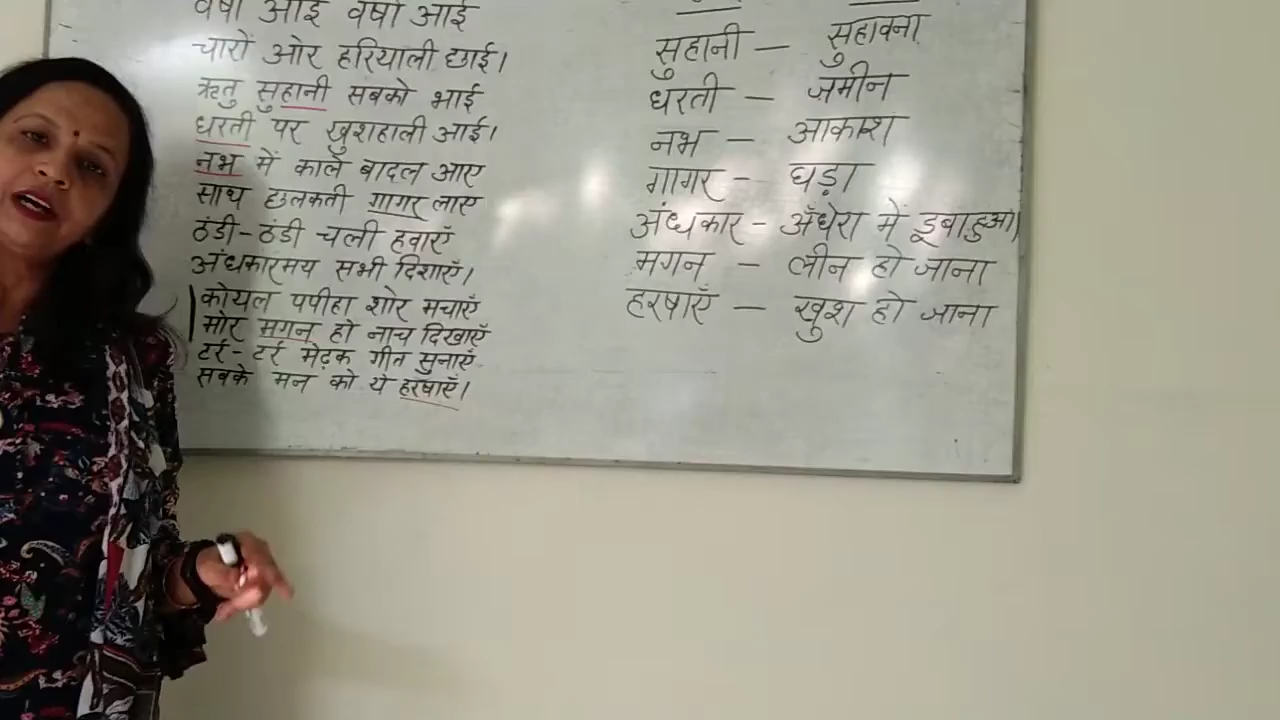 वर्षा आई वर्षा आई
चारों ओर हरियाली छाई।
ऋतु सुहानी सबको भाई
धरती पर खुशहाली आई।
नभ में काले बादल आए
साथ छलकती गागर लाए
ठंडी-ठंडी चली हवाएँ
अंधकारमय सभी दिशाएँ।
कोयल पपीहा शोर मचाएँ
मोर मगन हो नाच दिखाएँ
टर्र-टर्र मेढ़क गीत सुनाएँ
सबके मन को ये हरषाएँ।
सुहानी — सुहावना
धरती — ज़मीन
नभ — आकाश
गागर — घड़ा
अंधकार - अँधेरा में डूबा हुआ
मगन — लीन हो जाना
हरषाएँ — खुश हो जाना